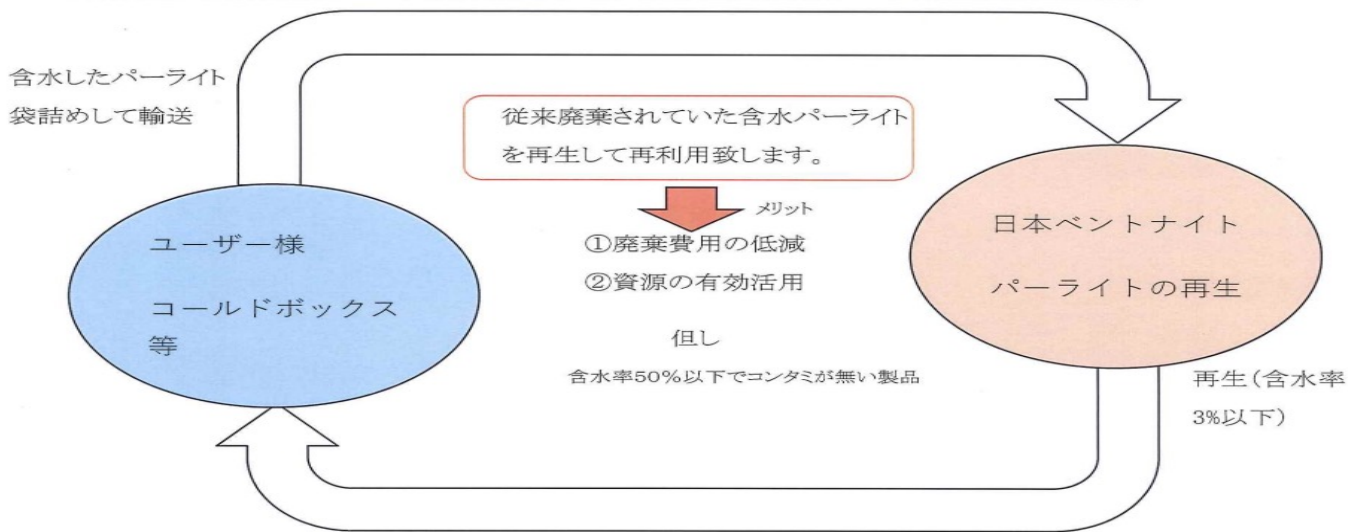 含水したパーライト
袋詰めして輸送
従来廃棄されていた含水パーライト
を再生して再利用致します。
メリット
①廃棄費用の低減
②資源の有効活用
但し
含水率50%以下でコンタミが無い製品
ユーザー様
コールドボックス
等
日本ベントナイト
パーライトの再生
再生(含水率
3%以下)